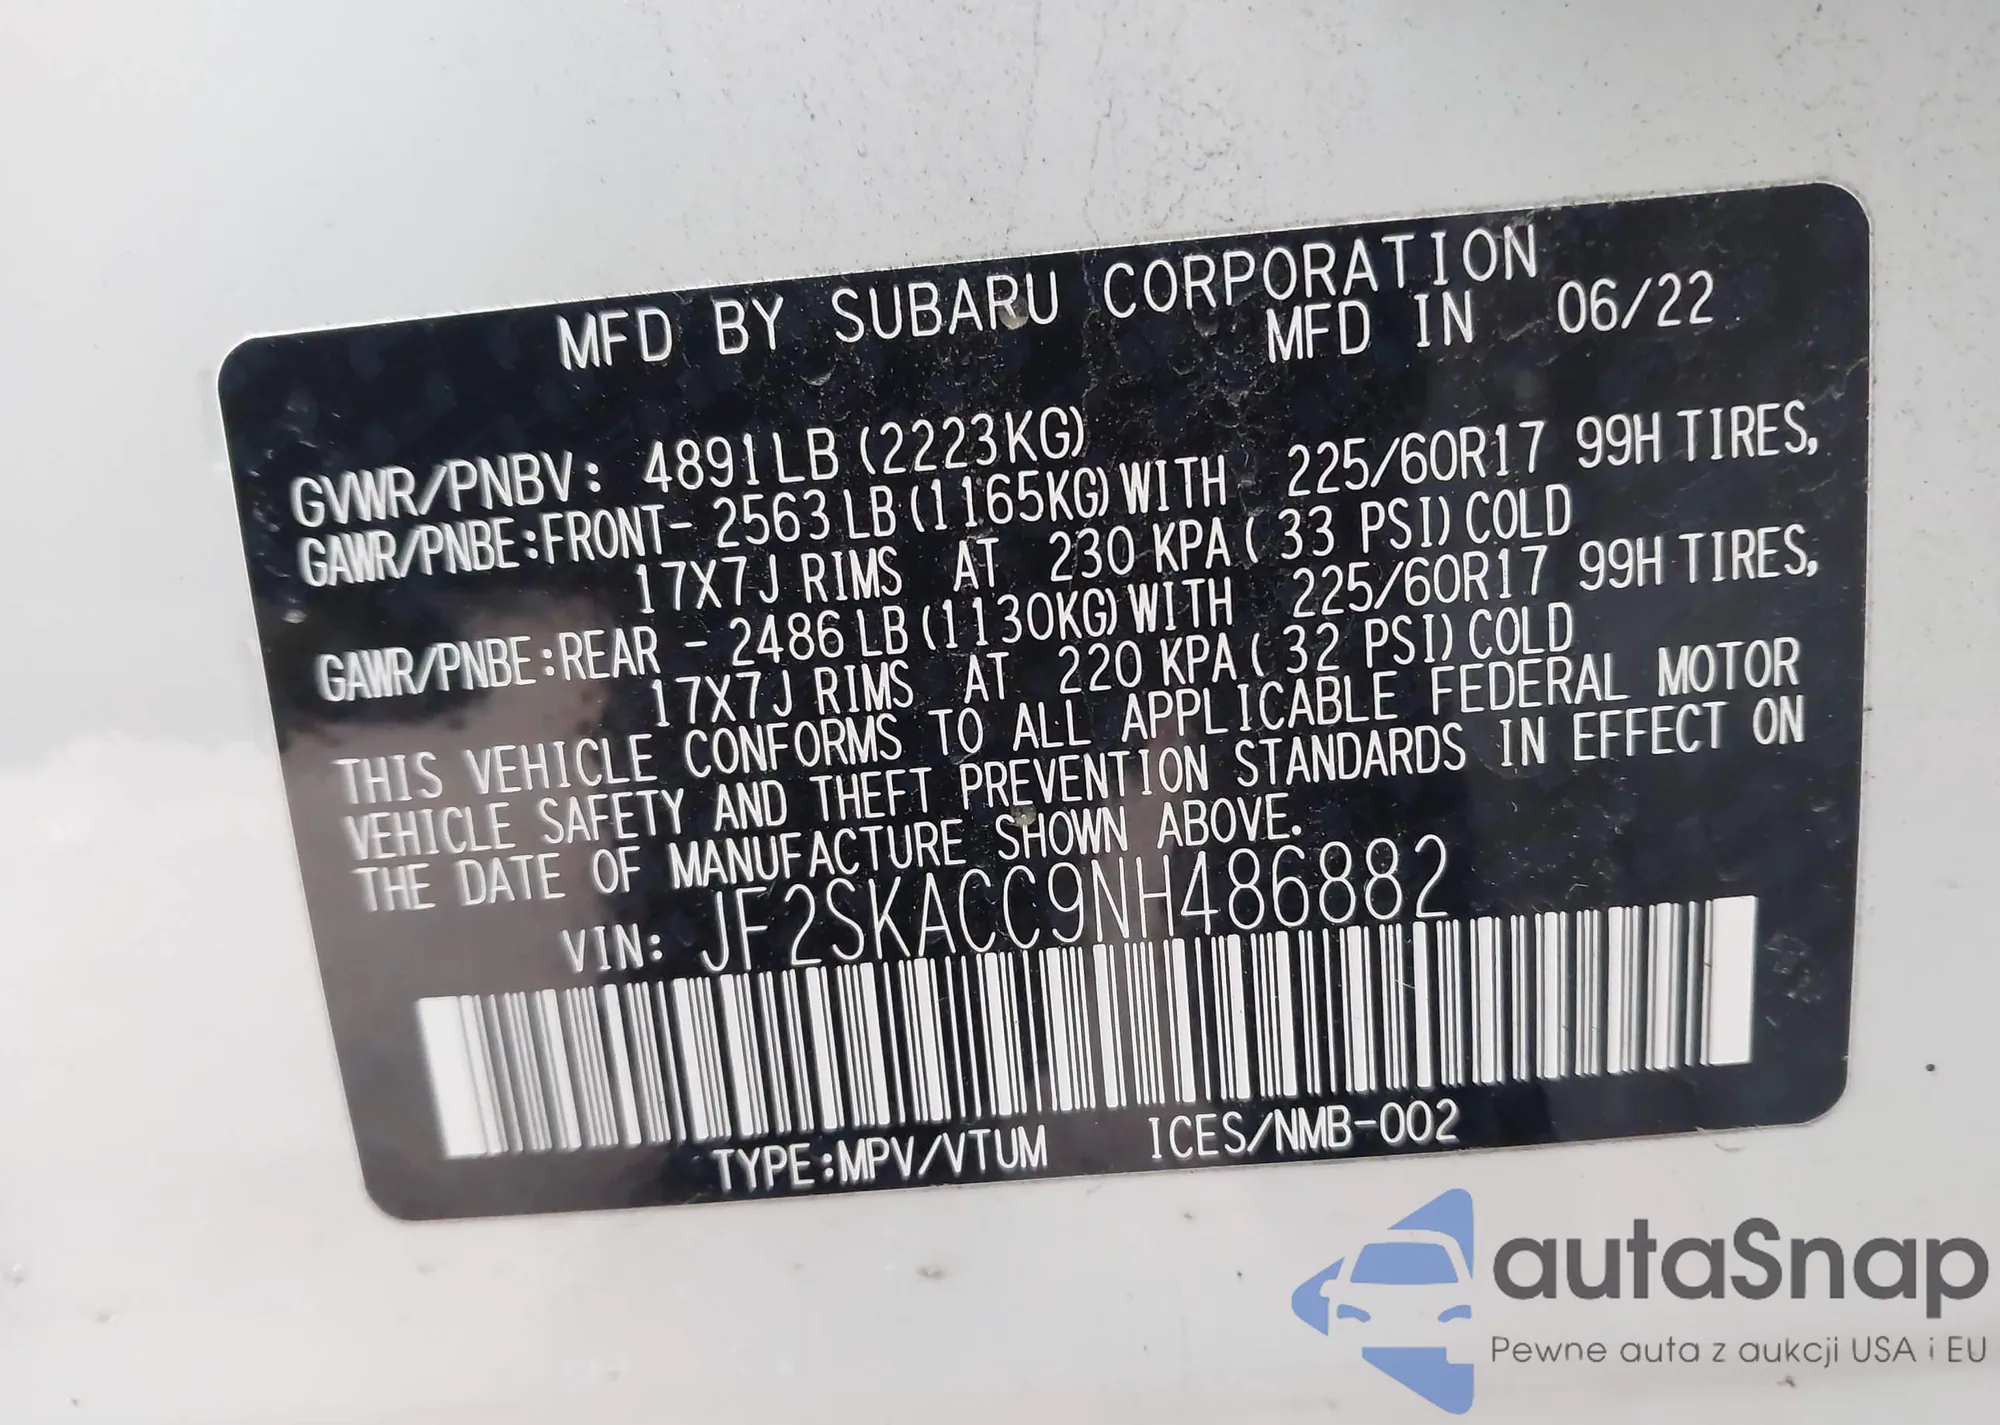 MFD BY SUBARU CORPORATION
MFD IN 06/22
GVWR/PNBV: 4891LB (2223KG)
GAWR/PNBE:FRONT- 2563LB(1165KG)WITH 225/60R17 99H TIRES,
17X7J RIMS AT 230 KPA( 33 PSI)COLD
GAWR/PNBE:REAR - 2486LB(1130KG)WITH 225/60R17 99H TIRES,
17X7J RIMS AT 220 KPA( 32 PSI)COLD
THIS VEHICLE CONFORMS TO ALL APPLICABLE FEDERAL MOTOR
VEHICLE SAFETY AND THEFT PREVENTION STANDARDS IN EFFECT ON
THE DATE OF MANUFACTURE SHOWN ABOVE.
VIN: JF2SKACC9NH486882
TYPE:MPV/VTUM ICES/NMB-002
autaSnap
Pewne auta z aukcji USA i EU